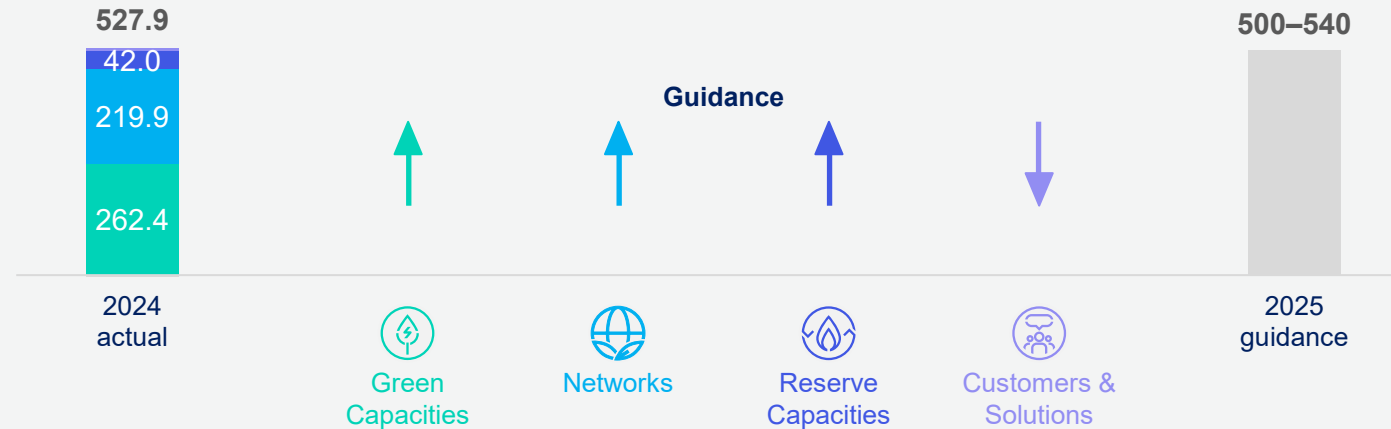 527.9
500–540
42.0
219.9
262.4
Guidance
2024
actual
Green
Capacities
Networks
Reserve
Capacities
Customers &
Solutions
2025
guidance